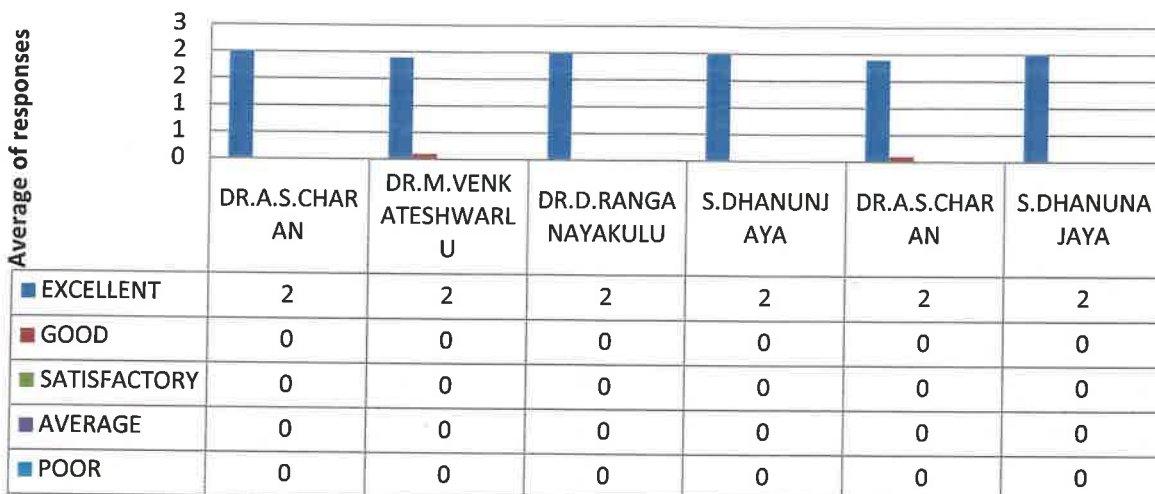 Average of responses
3
2
2
1
1
0
DR.A.S.CHAR
AN
DR.M.VENK
ATESHWARL
U
DR.D.RANGA
NAYAKULU
S.DHANUNJ
AYA
DR.A.S.CHAR
AN
S.DHANUNA
JAYA
EXCELLENT 2 2 2 2 2 2
GOOD 0 0 0 0 0 0
SATISFACTORY 0 0 0 0 0 0
AVERAGE 0 0 0 0 0 0
POOR 0 0 0 0 0 0